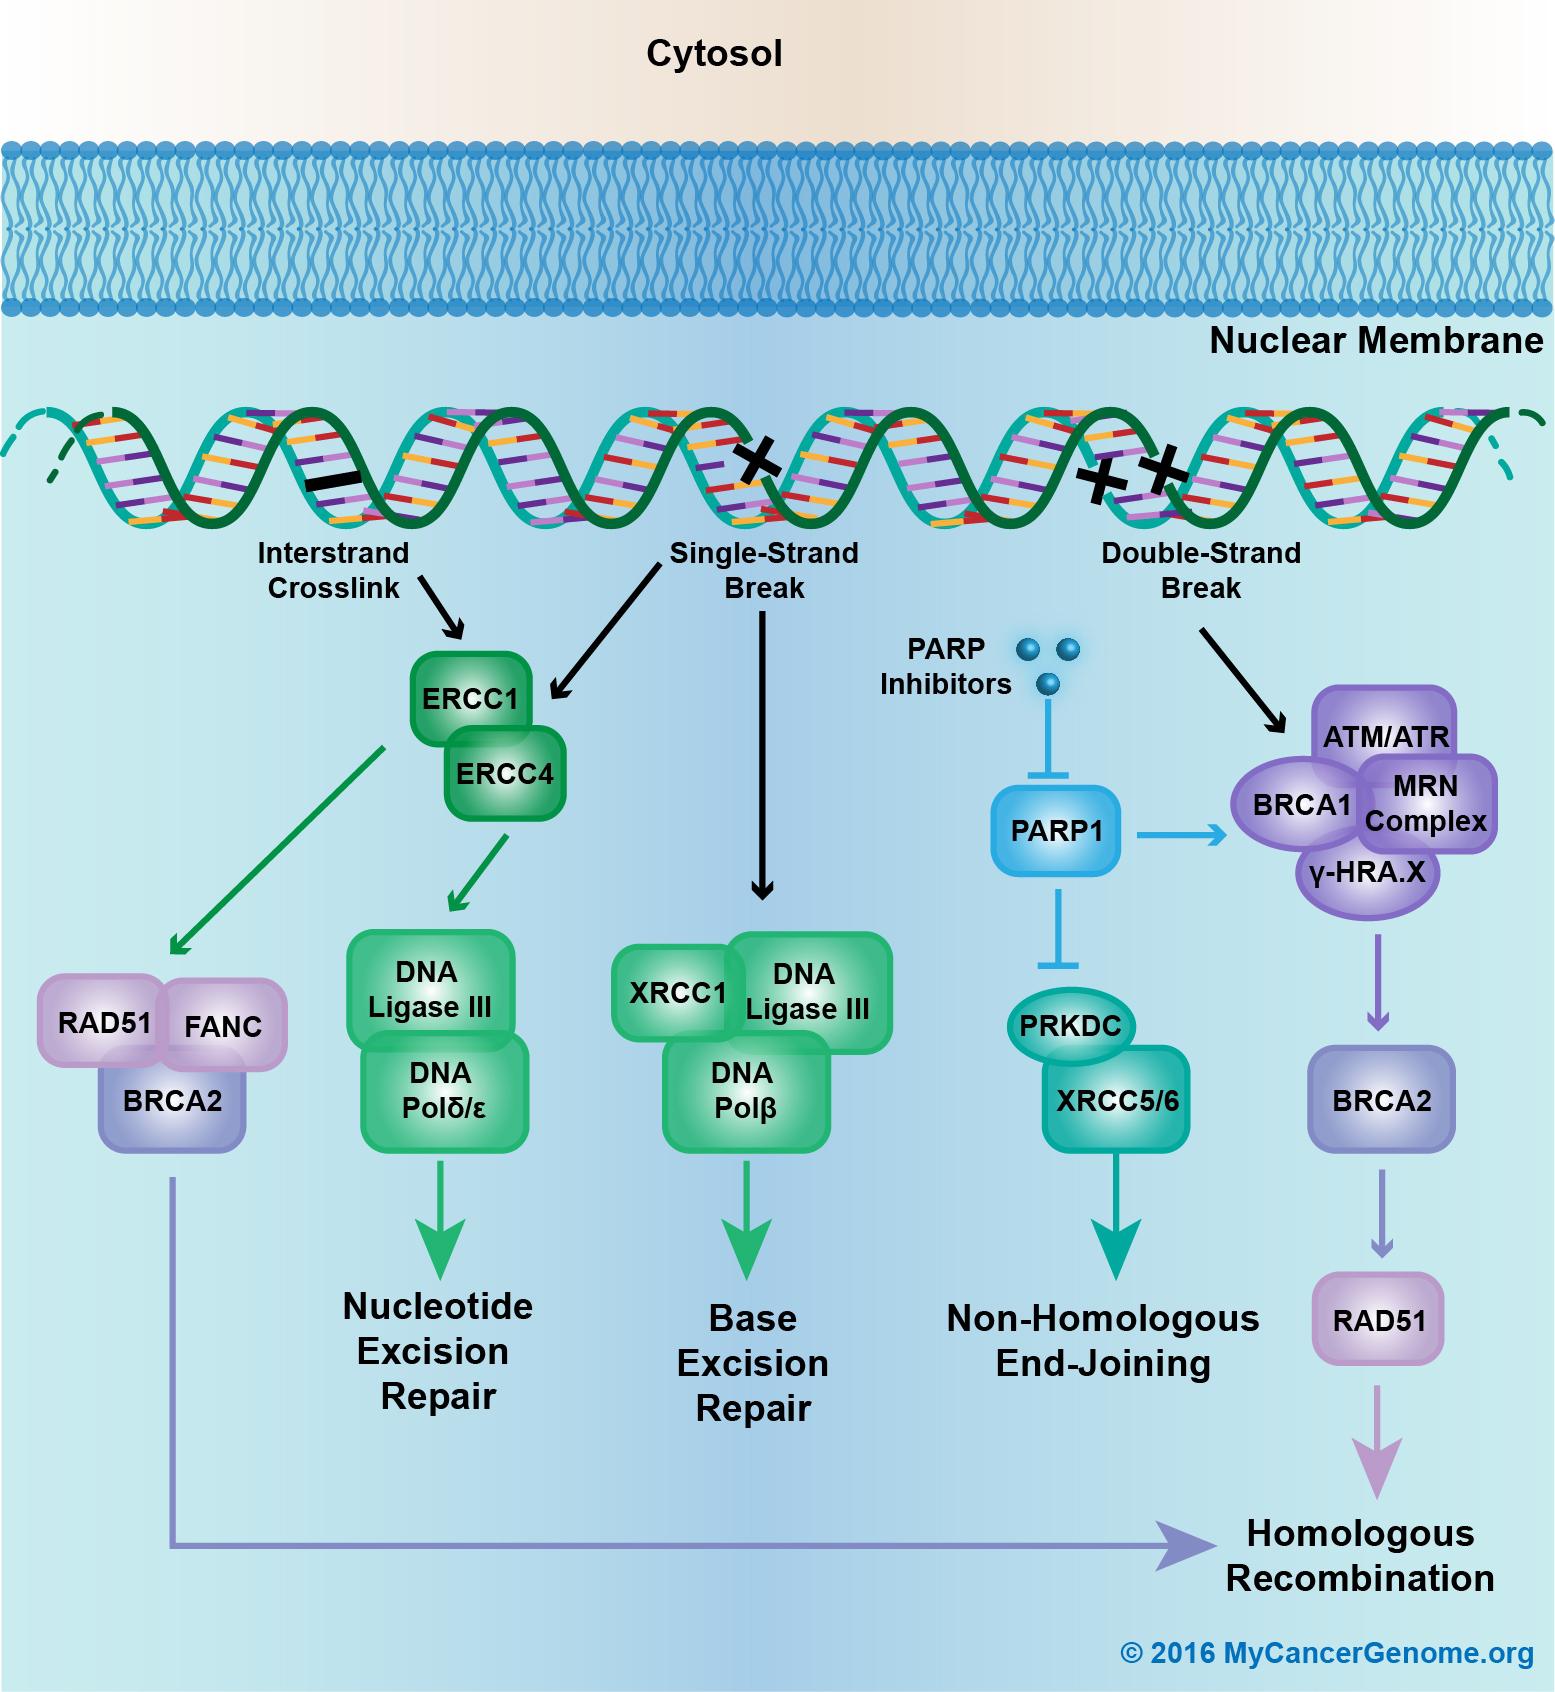 Cytosol
Nuclear Membrane
Interstrand
Crosslink
Single-Strand
Break
Double-Strand
Break
PARP
Inhibitors
ERCC1
ERCC4
ATM/ATR
BRCA1
MRN
Complex
γ-HRA.X
PARP1
RAD51
FANC
BRCA2
DNA
Ligase III
DNA
Polδ/ε
XRCC1
DNA
Ligase III
DNA
Polβ
PRKDC
XRCC5/6
BRCA2
RAD51
Nucleotide
Excision
Repair
Base
Excision
Repair
Non-Homologous
End-Joining
Homologous
Recombination
© 2016 MyCancerGenome.org